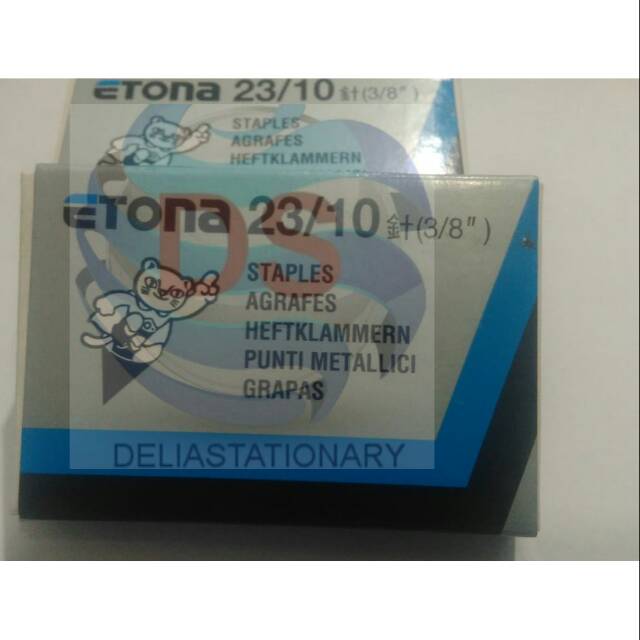 ETONA 23/10 針(3/8")
STAPLES
AGRAFES
HEFTKLAMMERN
ETONA 23/10 針(3/8")
DS
STAPLES
AGRAFES
HEFTKLAMMERN
PUNTI METALLICI
GRAPAS
DELIASTATIONARY